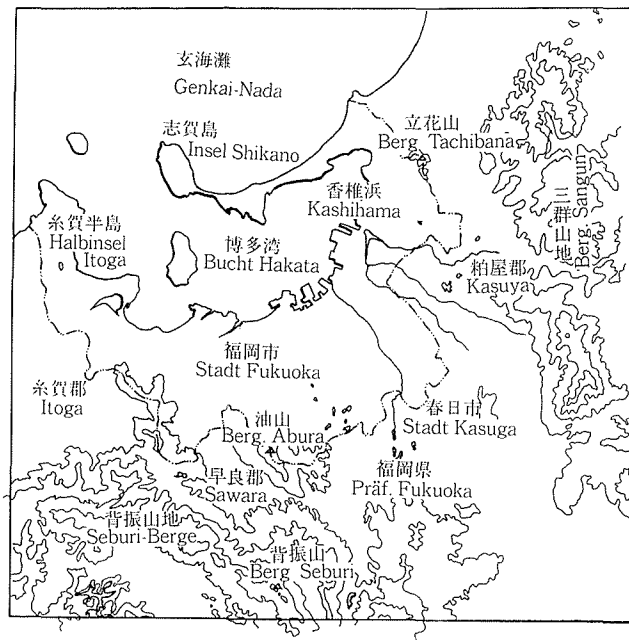 玄海灘
Genkai-Nada
志賀島
Insel Shikano
立花山
Berg. Tachibana
三群山地
Berg. Sangun
香椎浜
Kashihama
糸賀半島
Halbinsel
Itoga
博多湾
Bucht Hakata
粕屋郡
Kasuya
福岡市
Stadt Fukuoka
糸賀郡
Itoga
春日市
Stadt Kasuga
油山
Berg. Abura
福岡県
Präf. Fukuoka
早良郡
Sawara
背振山地
Seburi-Berge
背振山
Berg Seburi